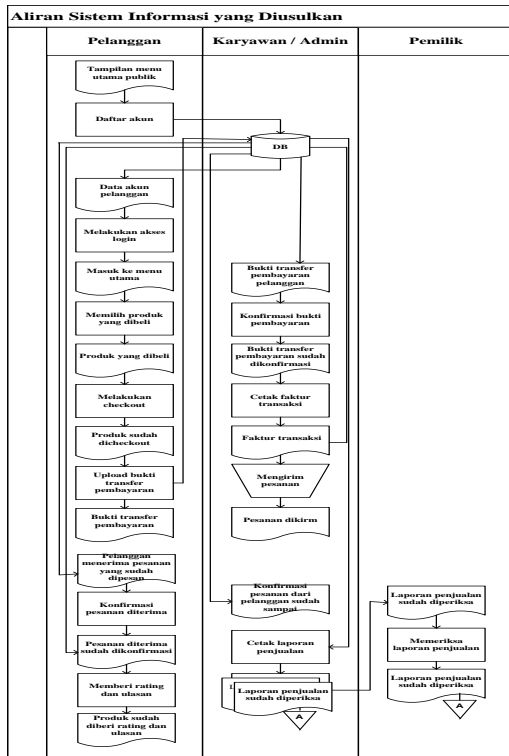 Aliran Sistem Informasi yang Diusulkan
Pelanggan
Karyawan / Admin
Pemilik
Tampilan menu
utama publik
Daftar akun
DB
Data akun
pelanggan
Melakukan akses
login
Masuk ke menu
utama
Memilih produk
yang dibeli
Produk yang dibeli
Melakukan
checkout
Produk sudah
dicheckout
Upload bukti
transfer
pembayaran
Bukti transfer
pembayaran
Pelanggan
menerima pesanan
yang sudah
dipesan
Konfirmasi
pesanan diterima
Pesanan diterima
sudah dikonfirmasi
Memberi rating
dan ulasan
Produk sudah
diberi rating dan
ulasan
Bukti transfer
pembayaran
pelanggan
Konfirmasi bukti
pembayaran
Bukti transfer
pembayaran sudah
dikonfirmasi
Cetak faktur
transaksi
Faktur transaksi
Mengirim
pesanan
Pesanan dikirm
Konfirmasi
pesanan dari
pelanggan sudah
sampai
Cetak laporan
penjualan
Laporan penjualan
sudah diperiksa
A
Laporan penjualan
sudah diperiksa
Memeriksa
laporan penjualan
Laporan penjualan
sudah diperiksa
A